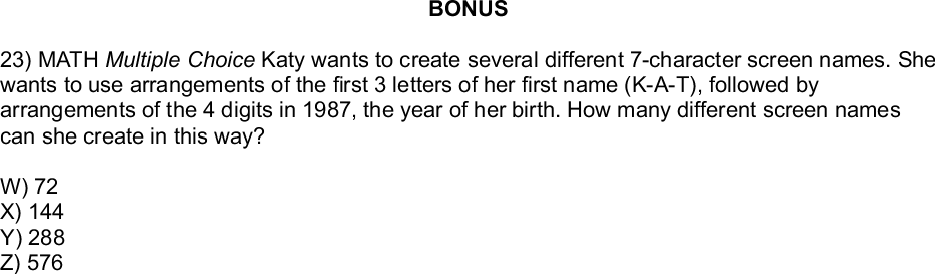 BONUS
23) MATH Multiple Choice Katy wants to create several different 7-character screen names. She
wants to use arrangements of the first 3 letters of her first name (K-A-T), followed by
arrangements of the 4 digits in 1987, the year of her birth. How many different screen names
can she create in this way?
W) 72
X) 144
Y) 288
Z) 576